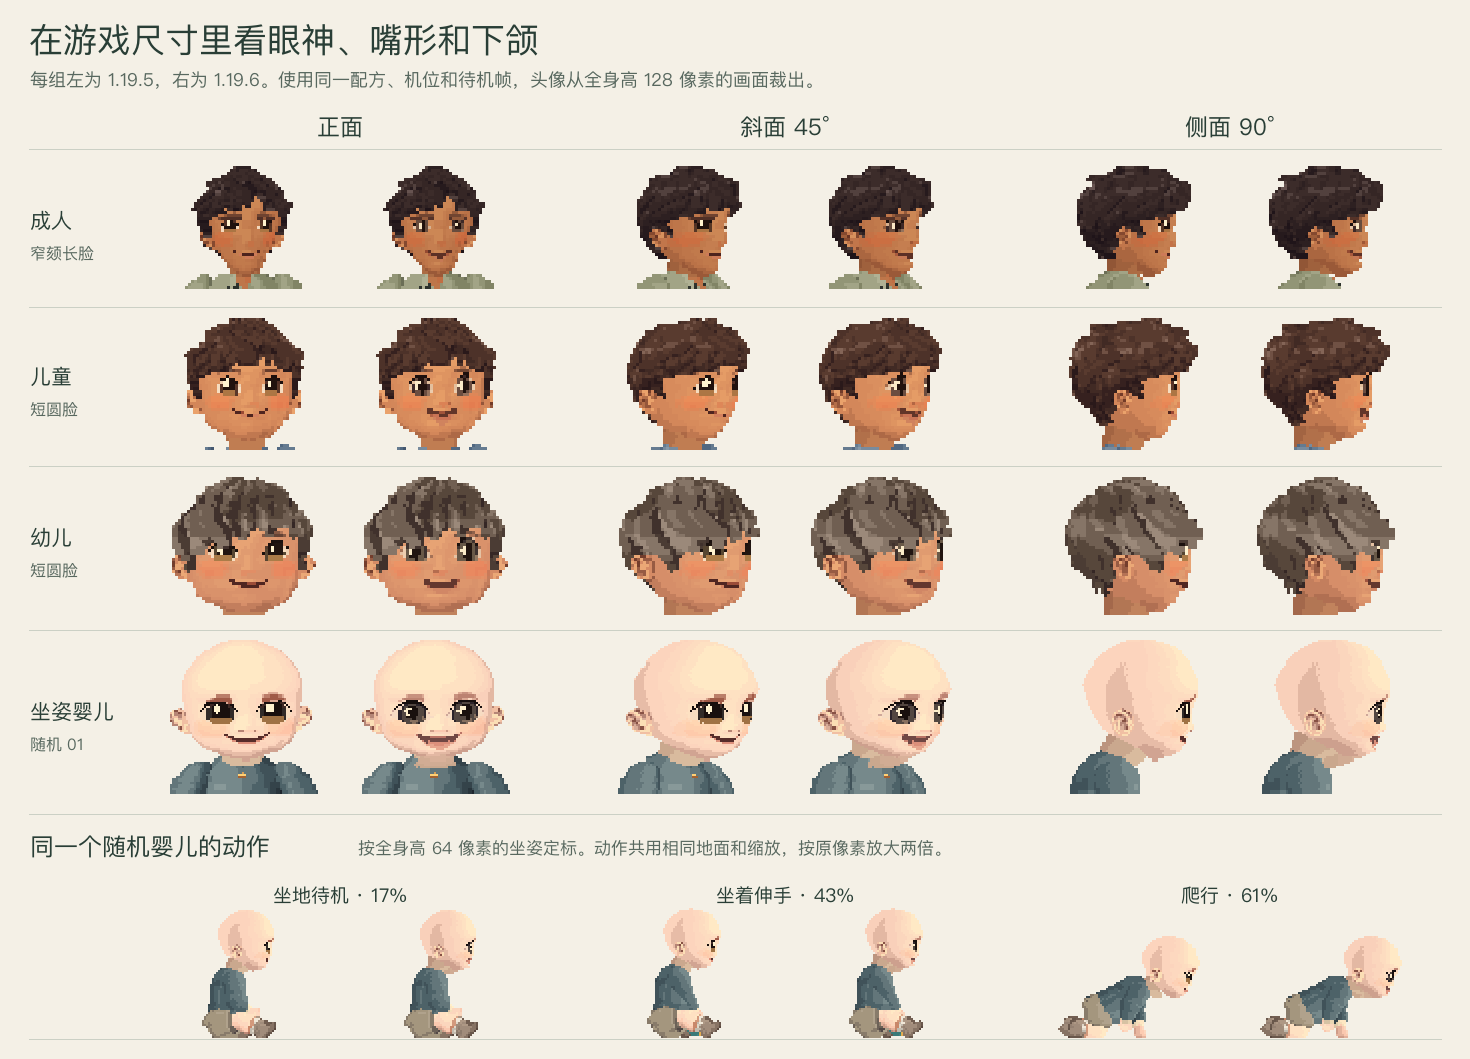 在游戏尺寸里看眼神、嘴形和下颌
每组左为 1.19.5，右为 1.19.6。使用同一配方、机位和待机帧，头像从全身高 128 像素的画面裁出。
正面 斜面 45° 侧面 90°
成人
窄颏长脸
儿童
短圆脸
幼儿
短圆脸
坐姿婴儿
随机 01
同一个随机婴儿的动作 按全身高 64 像素的坐姿定标。动作共用相同地面和缩放，按原像素放大两倍。
坐地待机 · 17% 坐着伸手 · 43% 爬行 · 61%